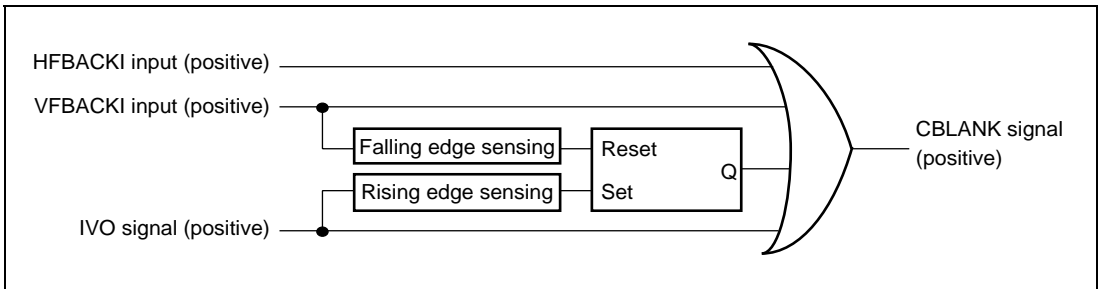 HFBACKI input (positive)
VFBACKI input (positive)
CBLANK signal
(positive)
Falling edge sensing
Reset
Q
Rising edge sensing
Set
IVO signal (positive)